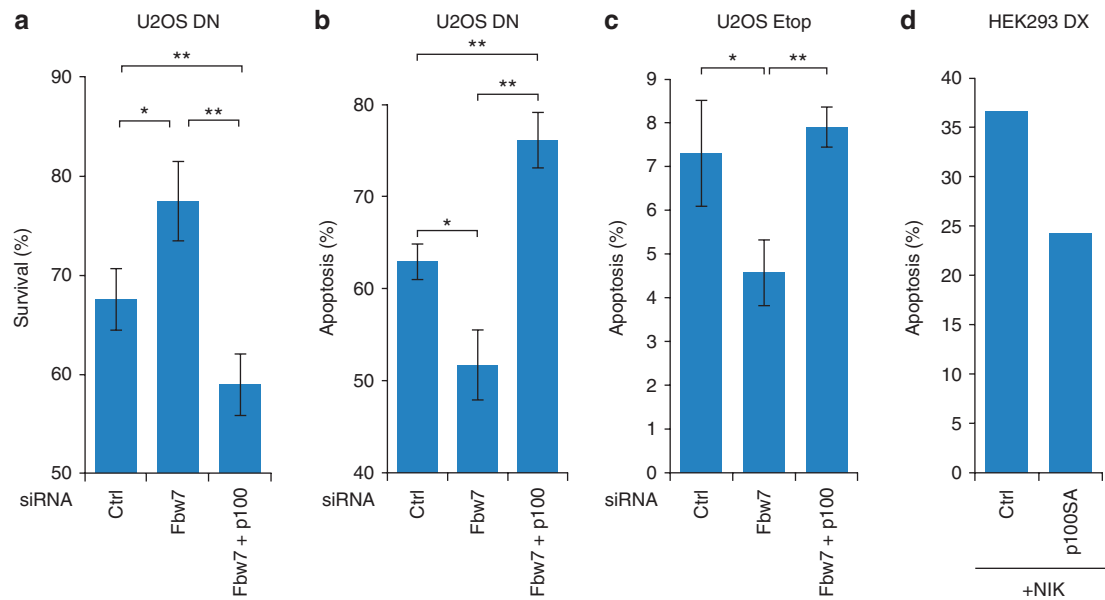 a
U2OS DN
Survival (%)
90
80
70
60
50
**
*
**
siRNA
Ctrl
Fbw7
Fbw7 + p100
b
U2OS DN
Apoptosis (%)
80
70
60
50
40
**
**
*
siRNA
Ctrl
Fbw7
Fbw7 + p100
c
U2OS Etop
Apoptosis (%)
9
8
7
6
5
4
3
2
1
0
*
**
siRNA
Ctrl
Fbw7
Fbw7 + p100
d
HEK293 DX
Apoptosis (%)
40
35
30
25
20
15
10
5
0
Ctrl
p100SA
+NIK